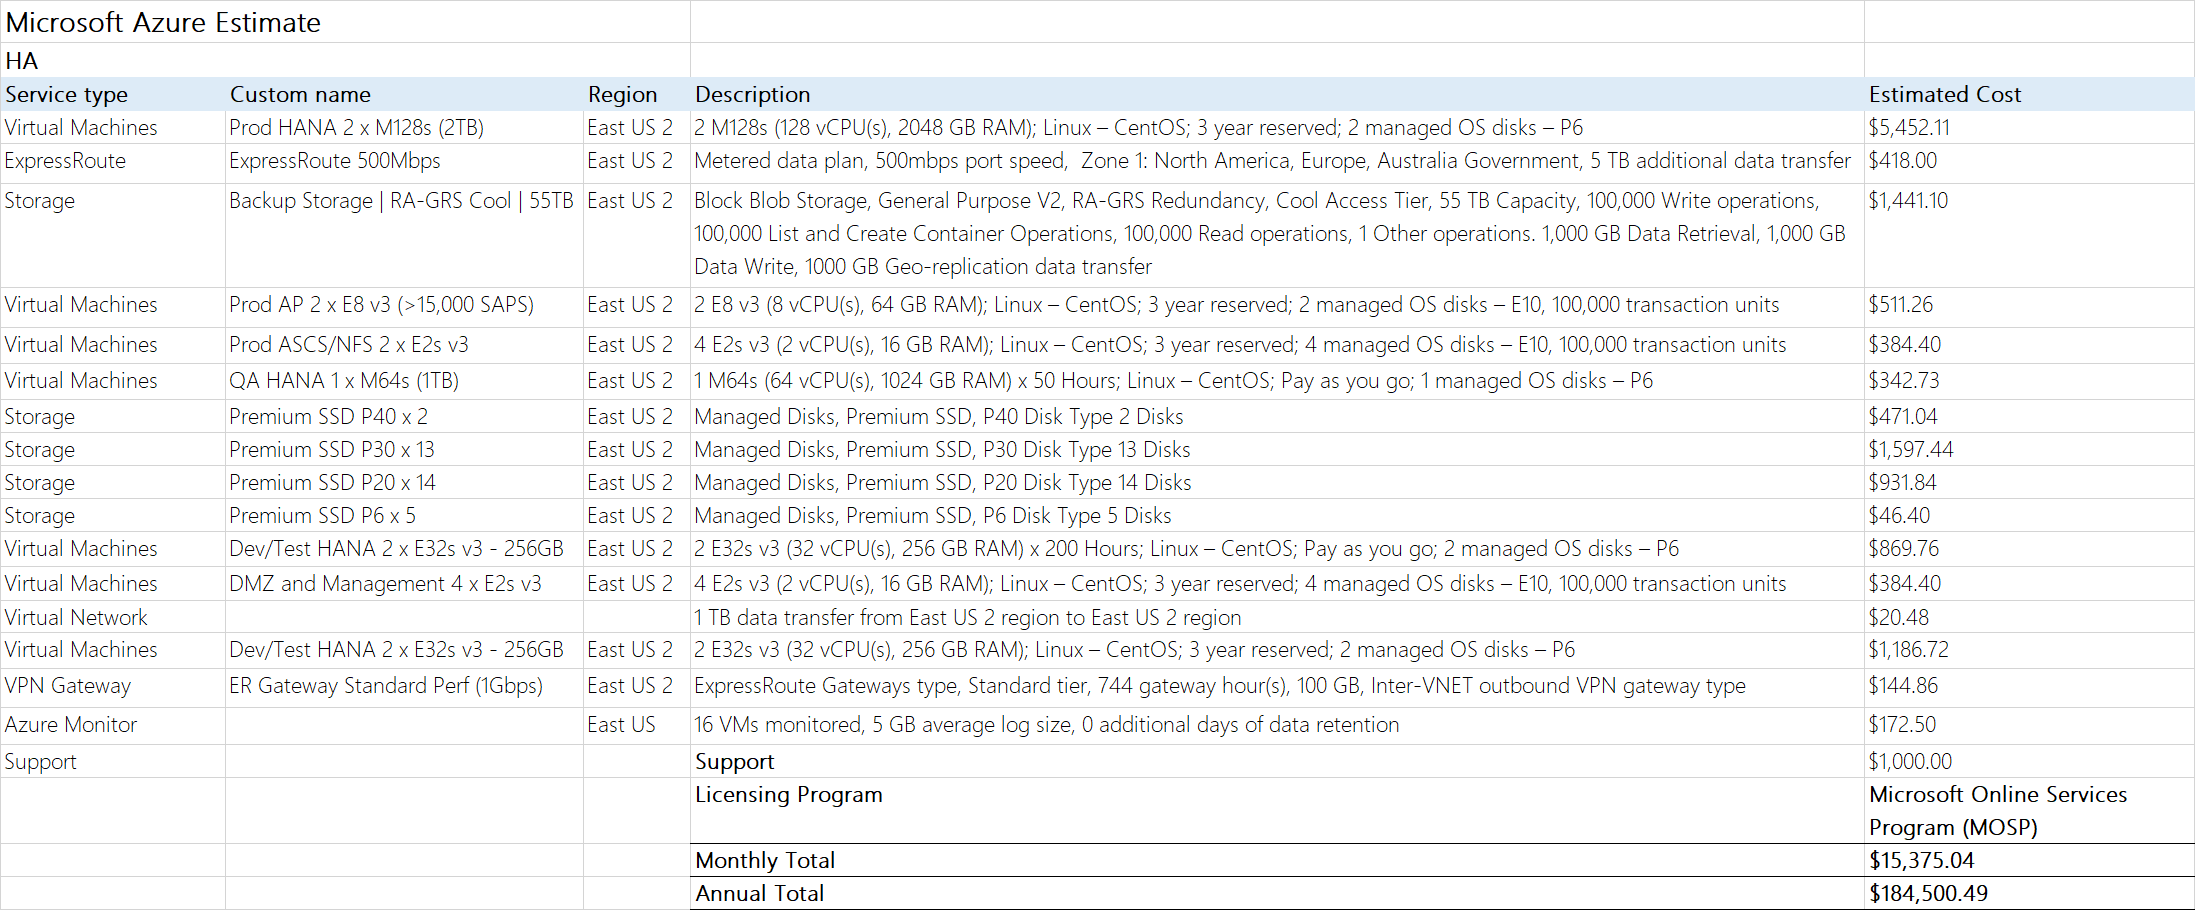 Microsoft Azure Estimate
HA
Service type Custom name Region Description Estimated Cost
Virtual Machines Prod HANA 2 x M128s (2TB) East US 2 2 M128s (128 vCPU(s), 2048 GB RAM); Linux – CentOS; 3 year reserved; 2 managed OS disks – P6 $5,452.11
ExpressRoute ExpressRoute 500Mbps East US 2 Metered data plan, 500mbps port speed,  Zone 1: North America, Europe, Australia Government, 5 TB additional data transfer $418.00
Storage Backup Storage | RA-GRS Cool | 55TB East US 2 Block Blob Storage, General Purpose V2, RA-GRS Redundancy, Cool Access Tier, 55 TB Capacity, 100,000 Write operations, $1,441.10
100,000 List and Create Container Operations, 100,000 Read operations, 1 Other operations. 1,000 GB Data Retrieval, 1,000 GB
Data Write, 1000 GB Geo-replication data transfer
Virtual Machines Prod AP 2 x E8 v3 (>15,000 SAPS) East US 2 2 E8 v3 (8 vCPU(s), 64 GB RAM); Linux – CentOS; 3 year reserved; 2 managed OS disks – E10, 100,000 transaction units $511.26
Virtual Machines Prod ASCS/NFS 2 x E2s v3 East US 2 4 E2s v3 (2 vCPU(s), 16 GB RAM); Linux – CentOS; 3 year reserved; 4 managed OS disks – E10, 100,000 transaction units $384.40
Virtual Machines QA HANA 1 x M64s (1TB) East US 2 1 M64s (64 vCPU(s), 1024 GB RAM) x 50 Hours; Linux – CentOS; Pay as you go; 1 managed OS disks – P6 $342.73
Storage Premium SSD P40 x 2 East US 2 Managed Disks, Premium SSD, P40 Disk Type 2 Disks $471.04
Storage Premium SSD P30 x 13 East US 2 Managed Disks, Premium SSD, P30 Disk Type 13 Disks $1,597.44
Storage Premium SSD P20 x 14 East US 2 Managed Disks, Premium SSD, P20 Disk Type 14 Disks $931.84
Storage Premium SSD P6 x 5 East US 2 Managed Disks, Premium SSD, P6 Disk Type 5 Disks $46.40
Virtual Machines Dev/Test HANA 2 x E32s v3 - 256GB East US 2 2 E32s v3 (32 vCPU(s), 256 GB RAM) x 200 Hours; Linux – CentOS; Pay as you go; 2 managed OS disks – P6 $869.76
Virtual Machines DMZ and Management 4 x E2s v3 East US 2 4 E2s v3 (2 vCPU(s), 16 GB RAM); Linux – CentOS; 3 year reserved; 4 managed OS disks – E10, 100,000 transaction units $384.40
Virtual Network 1 TB data transfer from East US 2 region to East US 2 region $20.48
Virtual Machines Dev/Test HANA 2 x E32s v3 - 256GB East US 2 2 E32s v3 (32 vCPU(s), 256 GB RAM); Linux – CentOS; 3 year reserved; 2 managed OS disks – P6 $1,186.72
VPN Gateway ER Gateway Standard Perf (1Gbps) East US 2 ExpressRoute Gateways type, Standard tier, 744 gateway hour(s), 100 GB, Inter-VNET outbound VPN gateway type $144.86
Azure Monitor East US 16 VMs monitored, 5 GB average log size, 0 additional days of data retention $172.50
Support Support $1,000.00
Licensing Program Microsoft Online Services
Program (MOSP)
Monthly Total $15,375.04
Annual Total $184,500.49